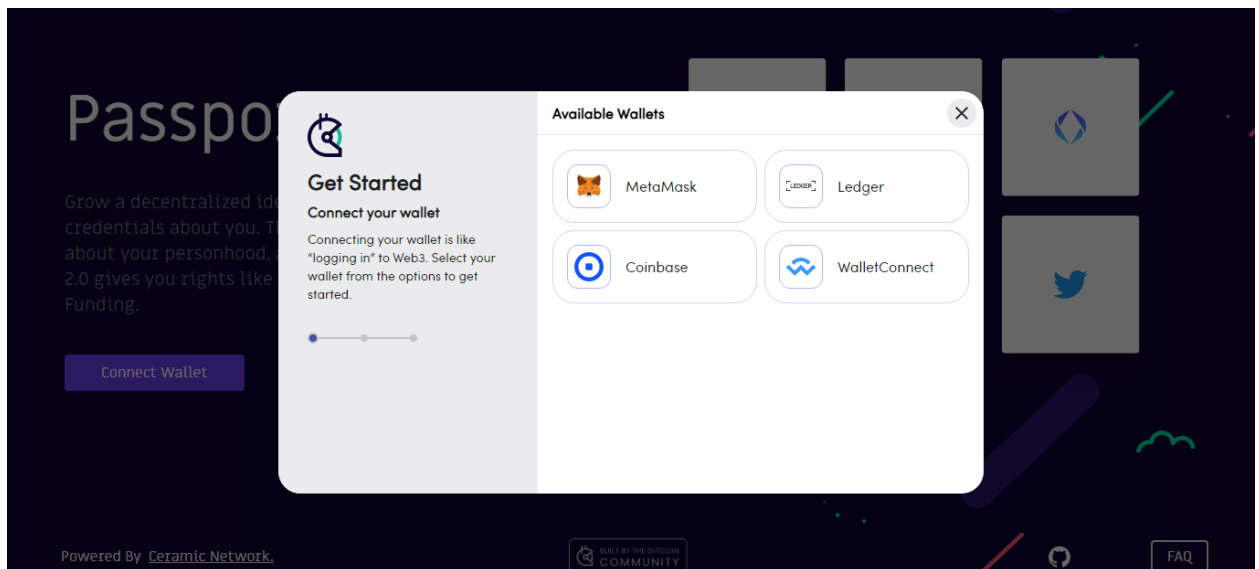 Passpo
Grow a decentralized ide
credentials about you. T
about your personhood,
2.0 gives you rights like
Funding.
Connect Wallet
Get Started
Connect your wallet
Connecting your wallet is like
“logging in” to Web3. Select your
wallet from the options to get
started.
Available Wallets
MetaMask
LEDGER
Ledger
Coinbase
WalletConnect
Powered By Ceramic Network.
BUILT BY THE GITCOIN
COMMUNITY
FAQ